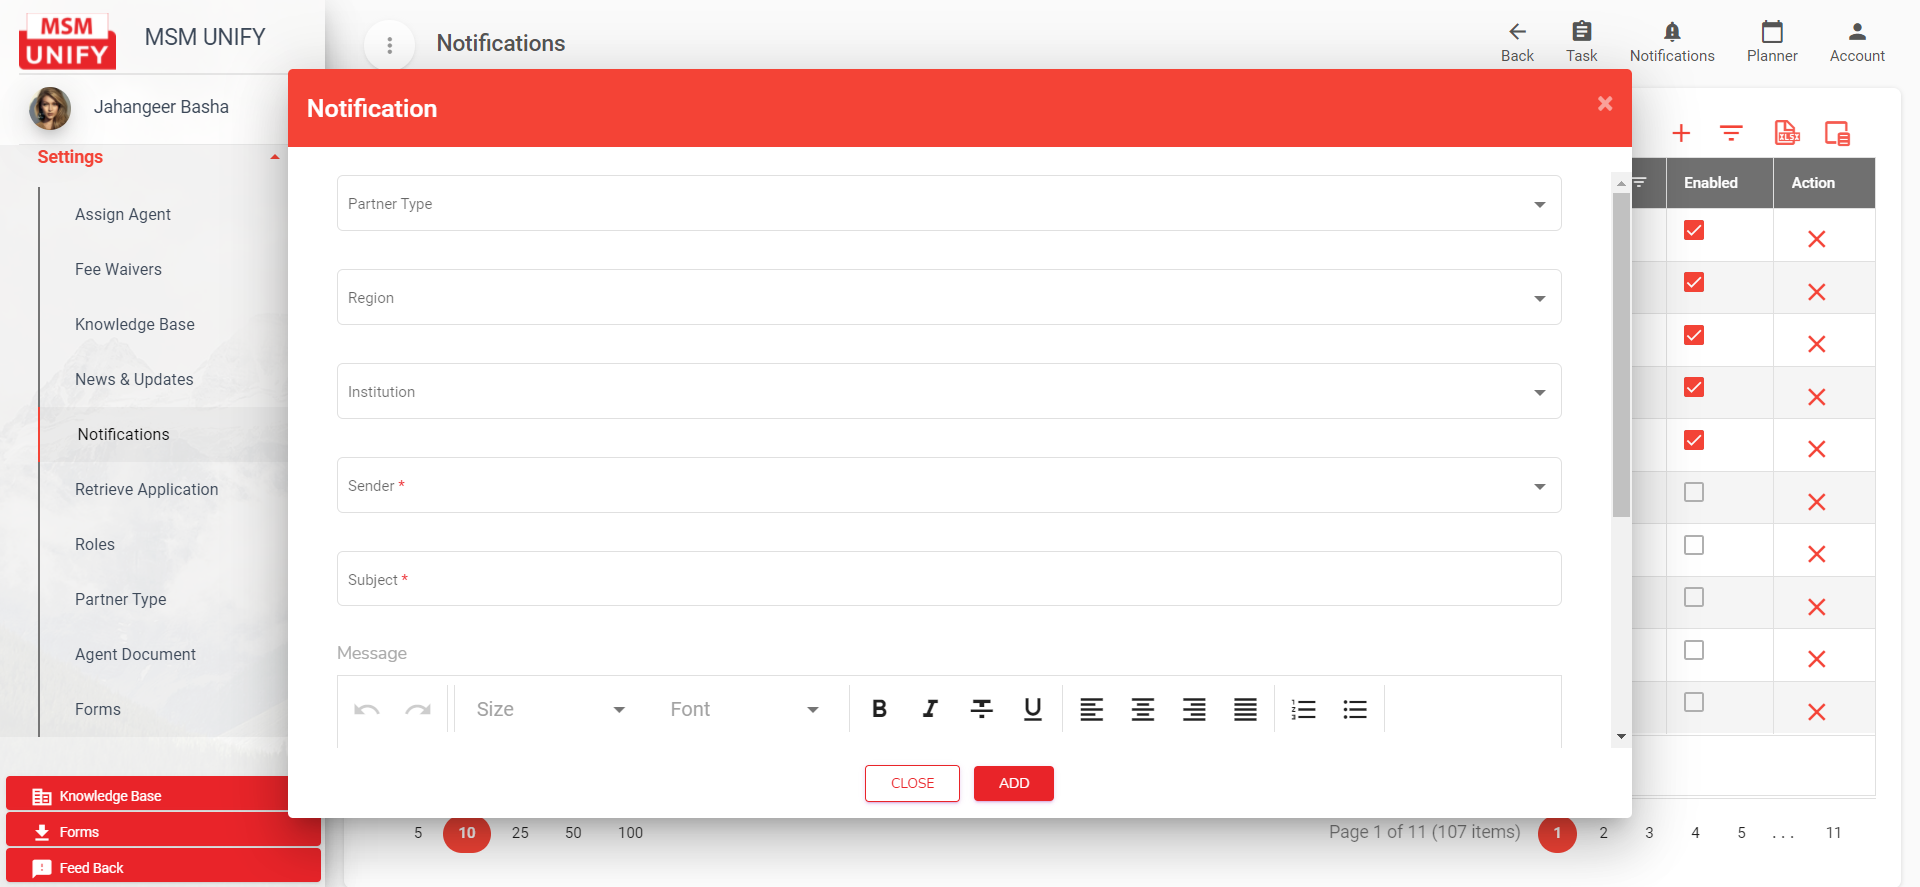 MSM
UNIFY
MSM UNIFY
Jahangeer Basha
Settings
Assign Agent
Fee Waivers
Knowledge Base
News & Updates
Notifications
Retrieve Application
Roles
Partner Type
Agent Document
Forms
Knowledge Base
Forms
Feed Back
Notifications
Back
Task
Notifications
Planner
Account
Notification
×
Partner Type
Region
Institution
Sender *
Subject *
Message
Size
Font
B
I
T
U
CLOSE
ADD
XLSX
Enabled
Action
5 10 25 50 100
Page 1 of 11 (107 items) 1 2 3 4 5 . . . 11